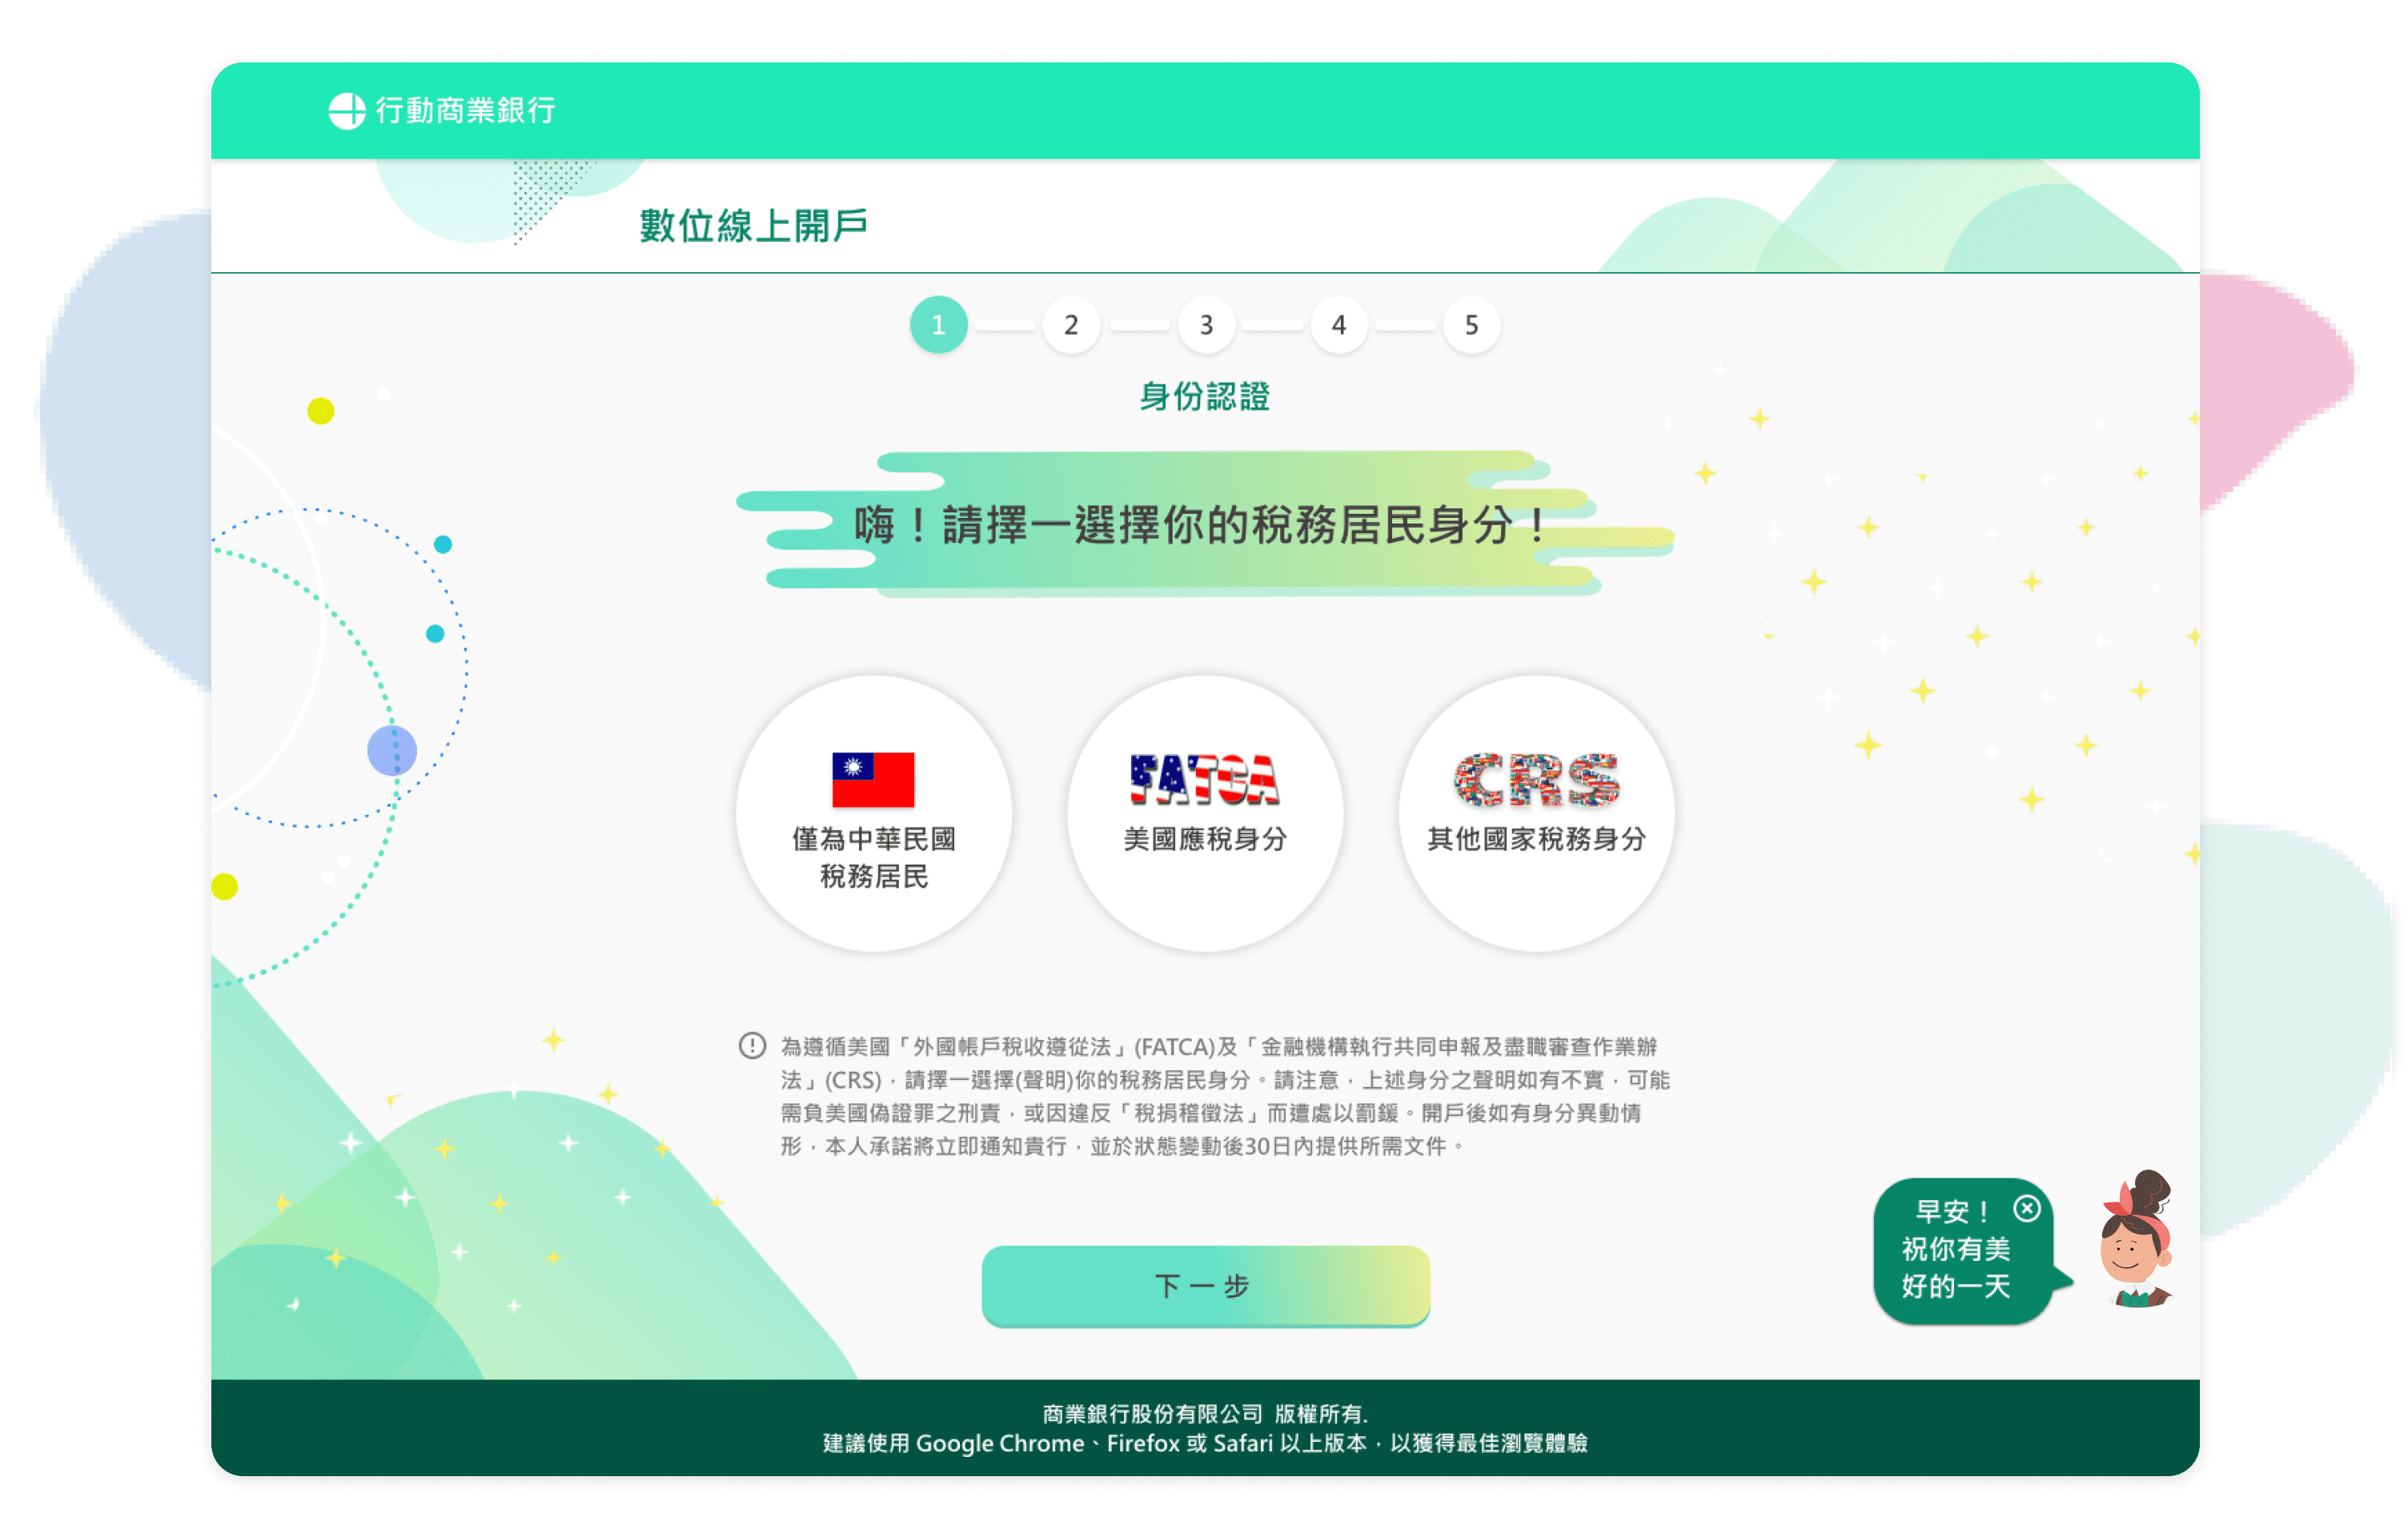 行動商業銀行
數位線上開戶
1 2 3 4 5
身份認證
嗨！請擇一選擇你的稅務居民身分！
僅為中華民國
稅務居民
FATCA
美國應稅身分
CRS
其他國家稅務身分
為遵循美國「外國帳戶稅收遵從法」(FATCA)及「金融機構執行共同申報及盡職審查作業辦
法」(CRS)，請擇一選擇(聲明)你的稅務居民身分。請注意，上述身分之聲明如有不實，可能
需負美國偽證罪之刑責，或因違反「稅捐稽徵法」而遭處以罰鍰。開戶後如有身分異動情
形，本人承諾將立即通知貴行，並於狀態變動後30日內提供所需文件。
早安！
祝你有美
好的一天
下一步
商業銀行股份有限公司 版權所有.
建議使用 Google Chrome、Firefox 或 Safari 以上版本，以獲得最佳瀏覽體驗